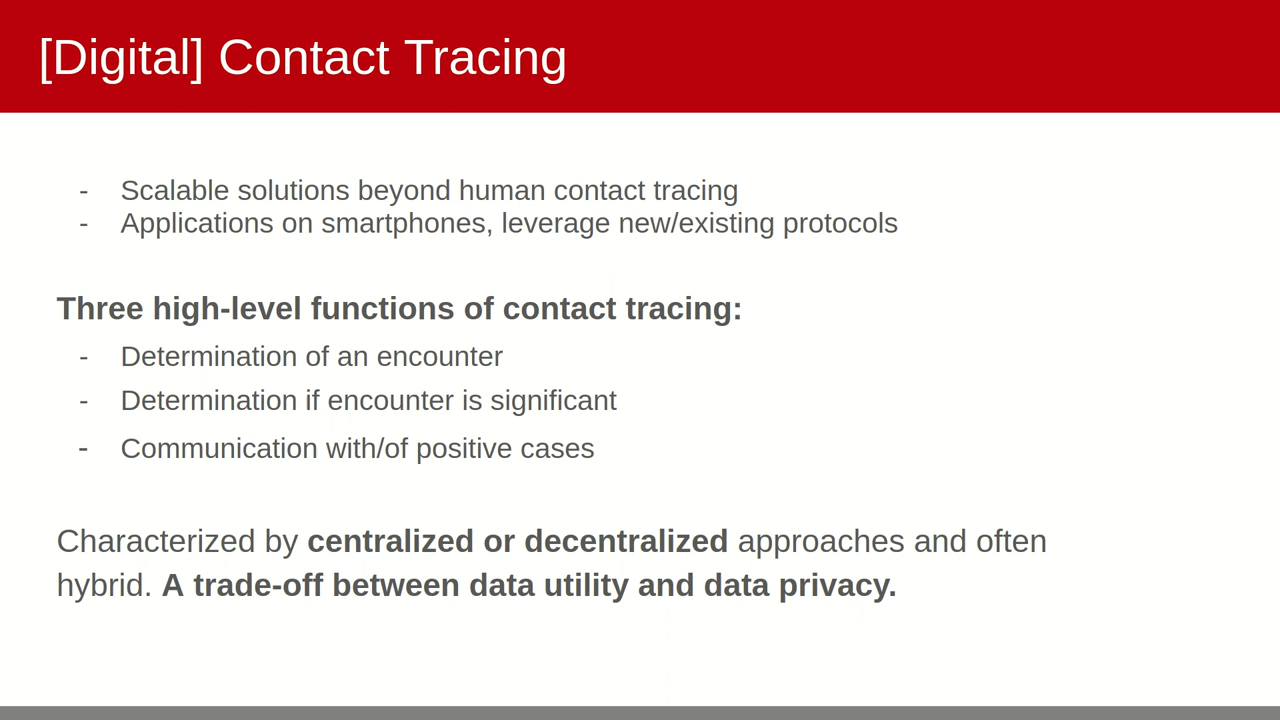 [Digital] Contact Tracing
- Scalable solutions beyond human contact tracing
- Applications on smartphones, leverage new/existing protocols
Three high-level functions of contact tracing:
- Determination of an encounter
- Determination if encounter is significant
- Communication with/of positive cases
Characterized by centralized or decentralized approaches and often
hybrid. A trade-off between data utility and data privacy.